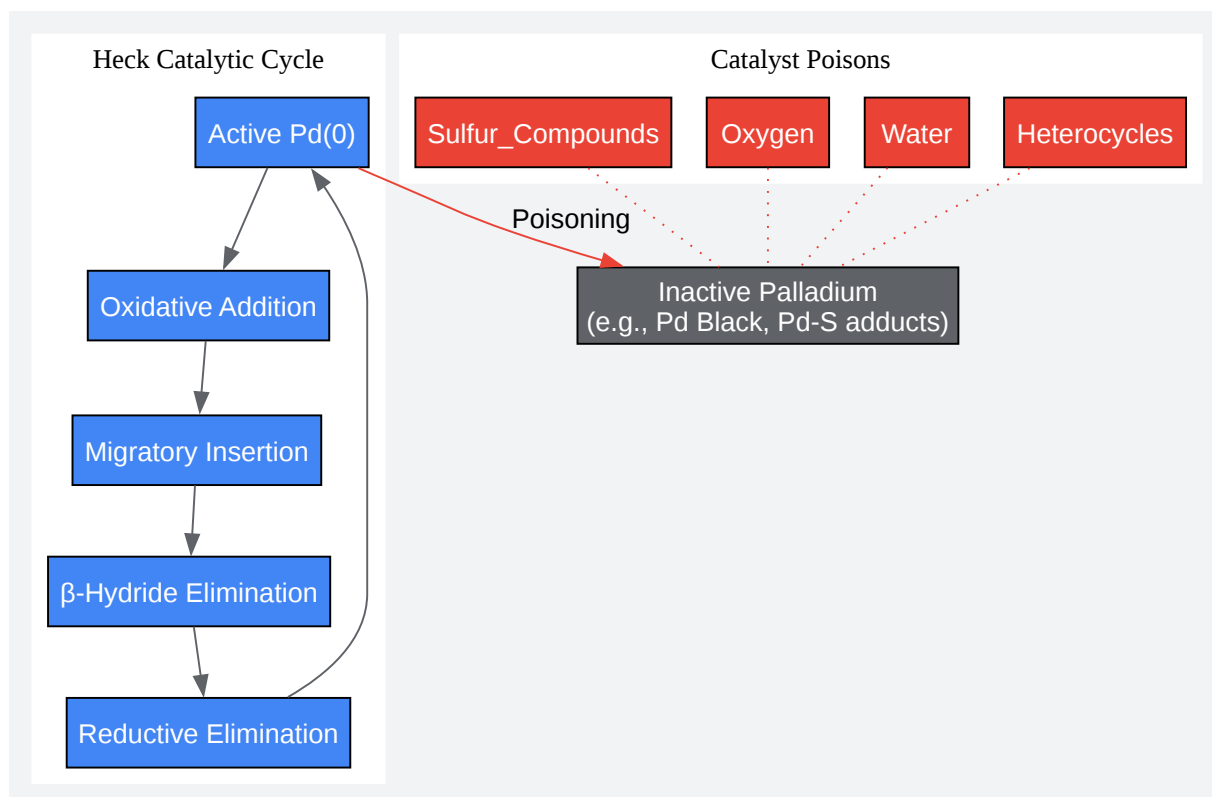 Heck Catalytic Cycle
Active Pd(0)
Oxidative Addition
Migratory Insertion
β-Hydride Elimination
Reductive Elimination
Catalyst Poisons
Sulfur_Compounds
Oxygen
Water
Heterocycles
Poisoning
Inactive Palladium
(e.g., Pd Black, Pd-S adducts)